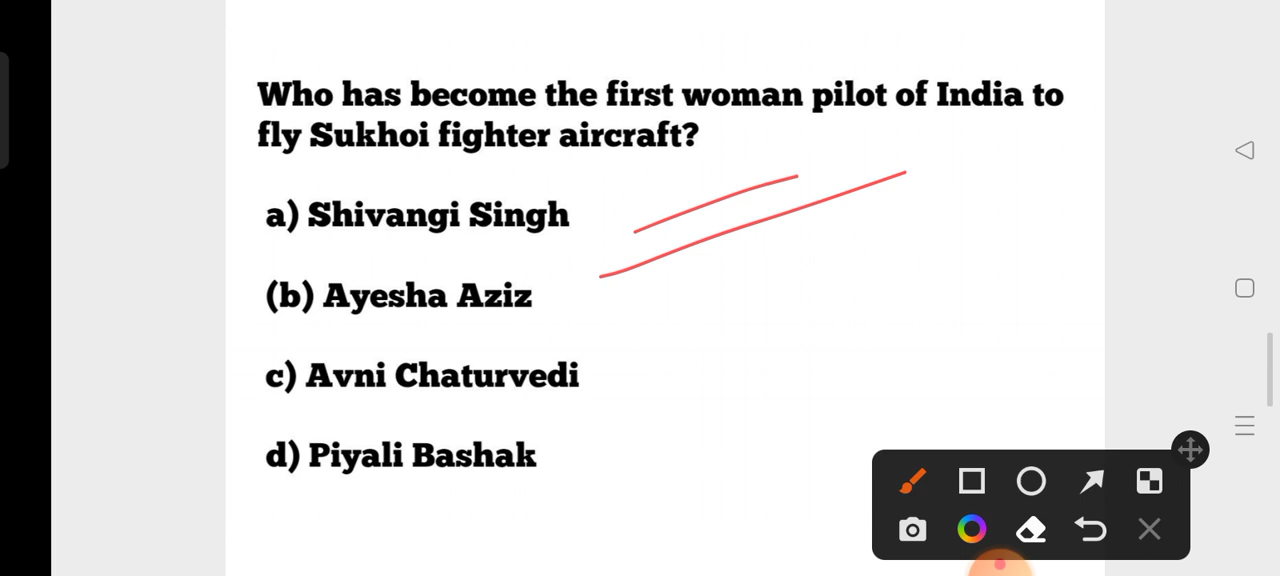 Who has become the first woman pilot of India to
fly Sukhoi fighter aircraft?
a) Shivangi Singh
(b) Ayesha Aziz
c) Avni Chaturvedi
d) Piyali Bashak